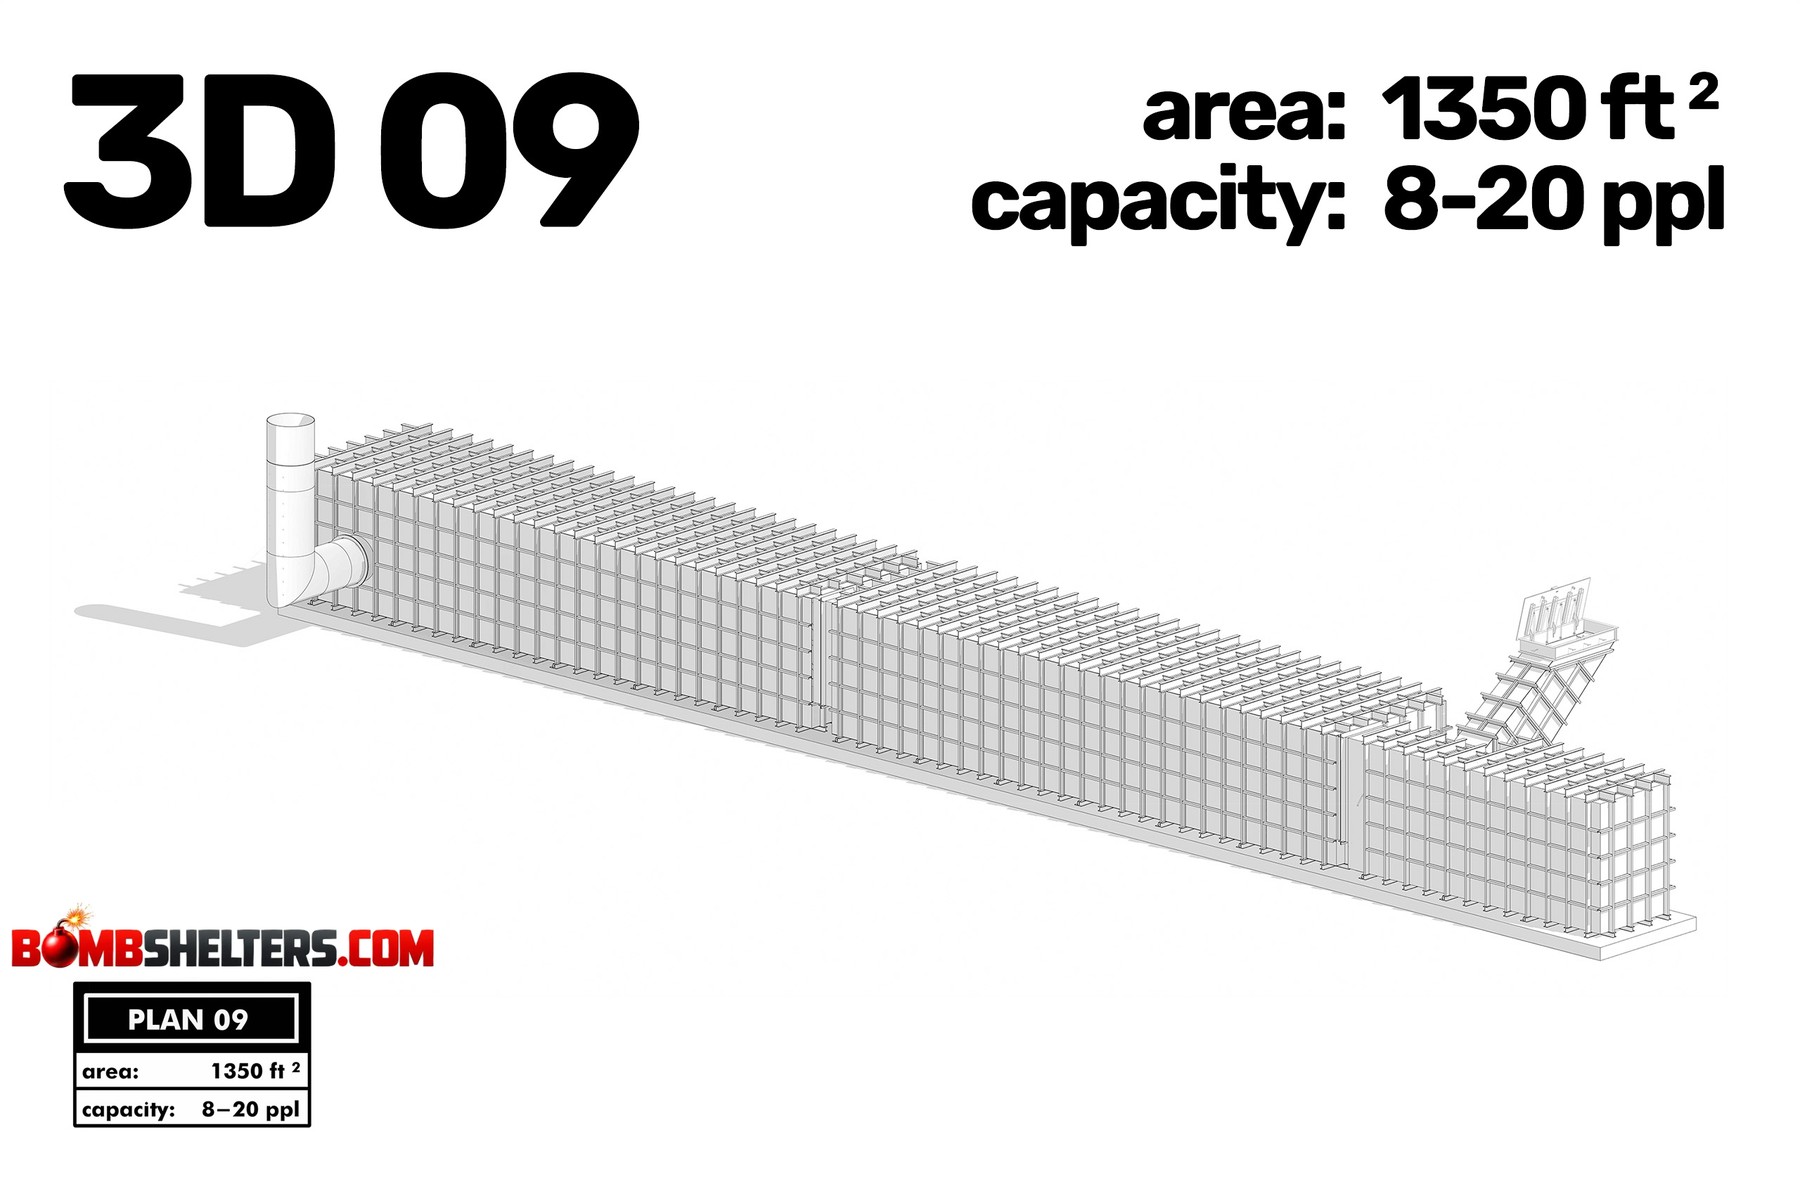 3D 09
area: 1350 ft ²
capacity: 8-20 ppl
BOMBSHELTERS.COM
PLAN 09
area: 1350 ft ²
capacity: 8–20 ppl